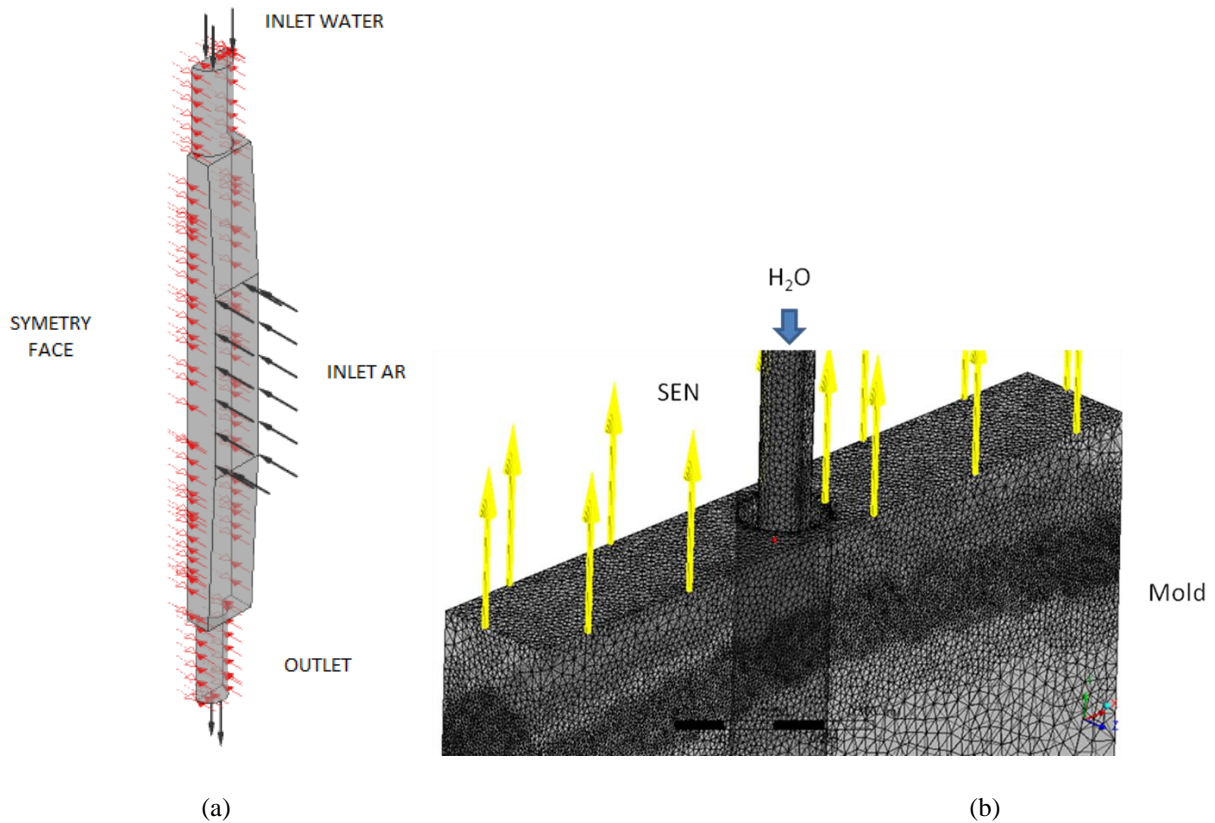 INLET WATER
SYMETRY
FACE
INLET AR
OUTLET
(a)
H₂O
SEN
Mold
(b)